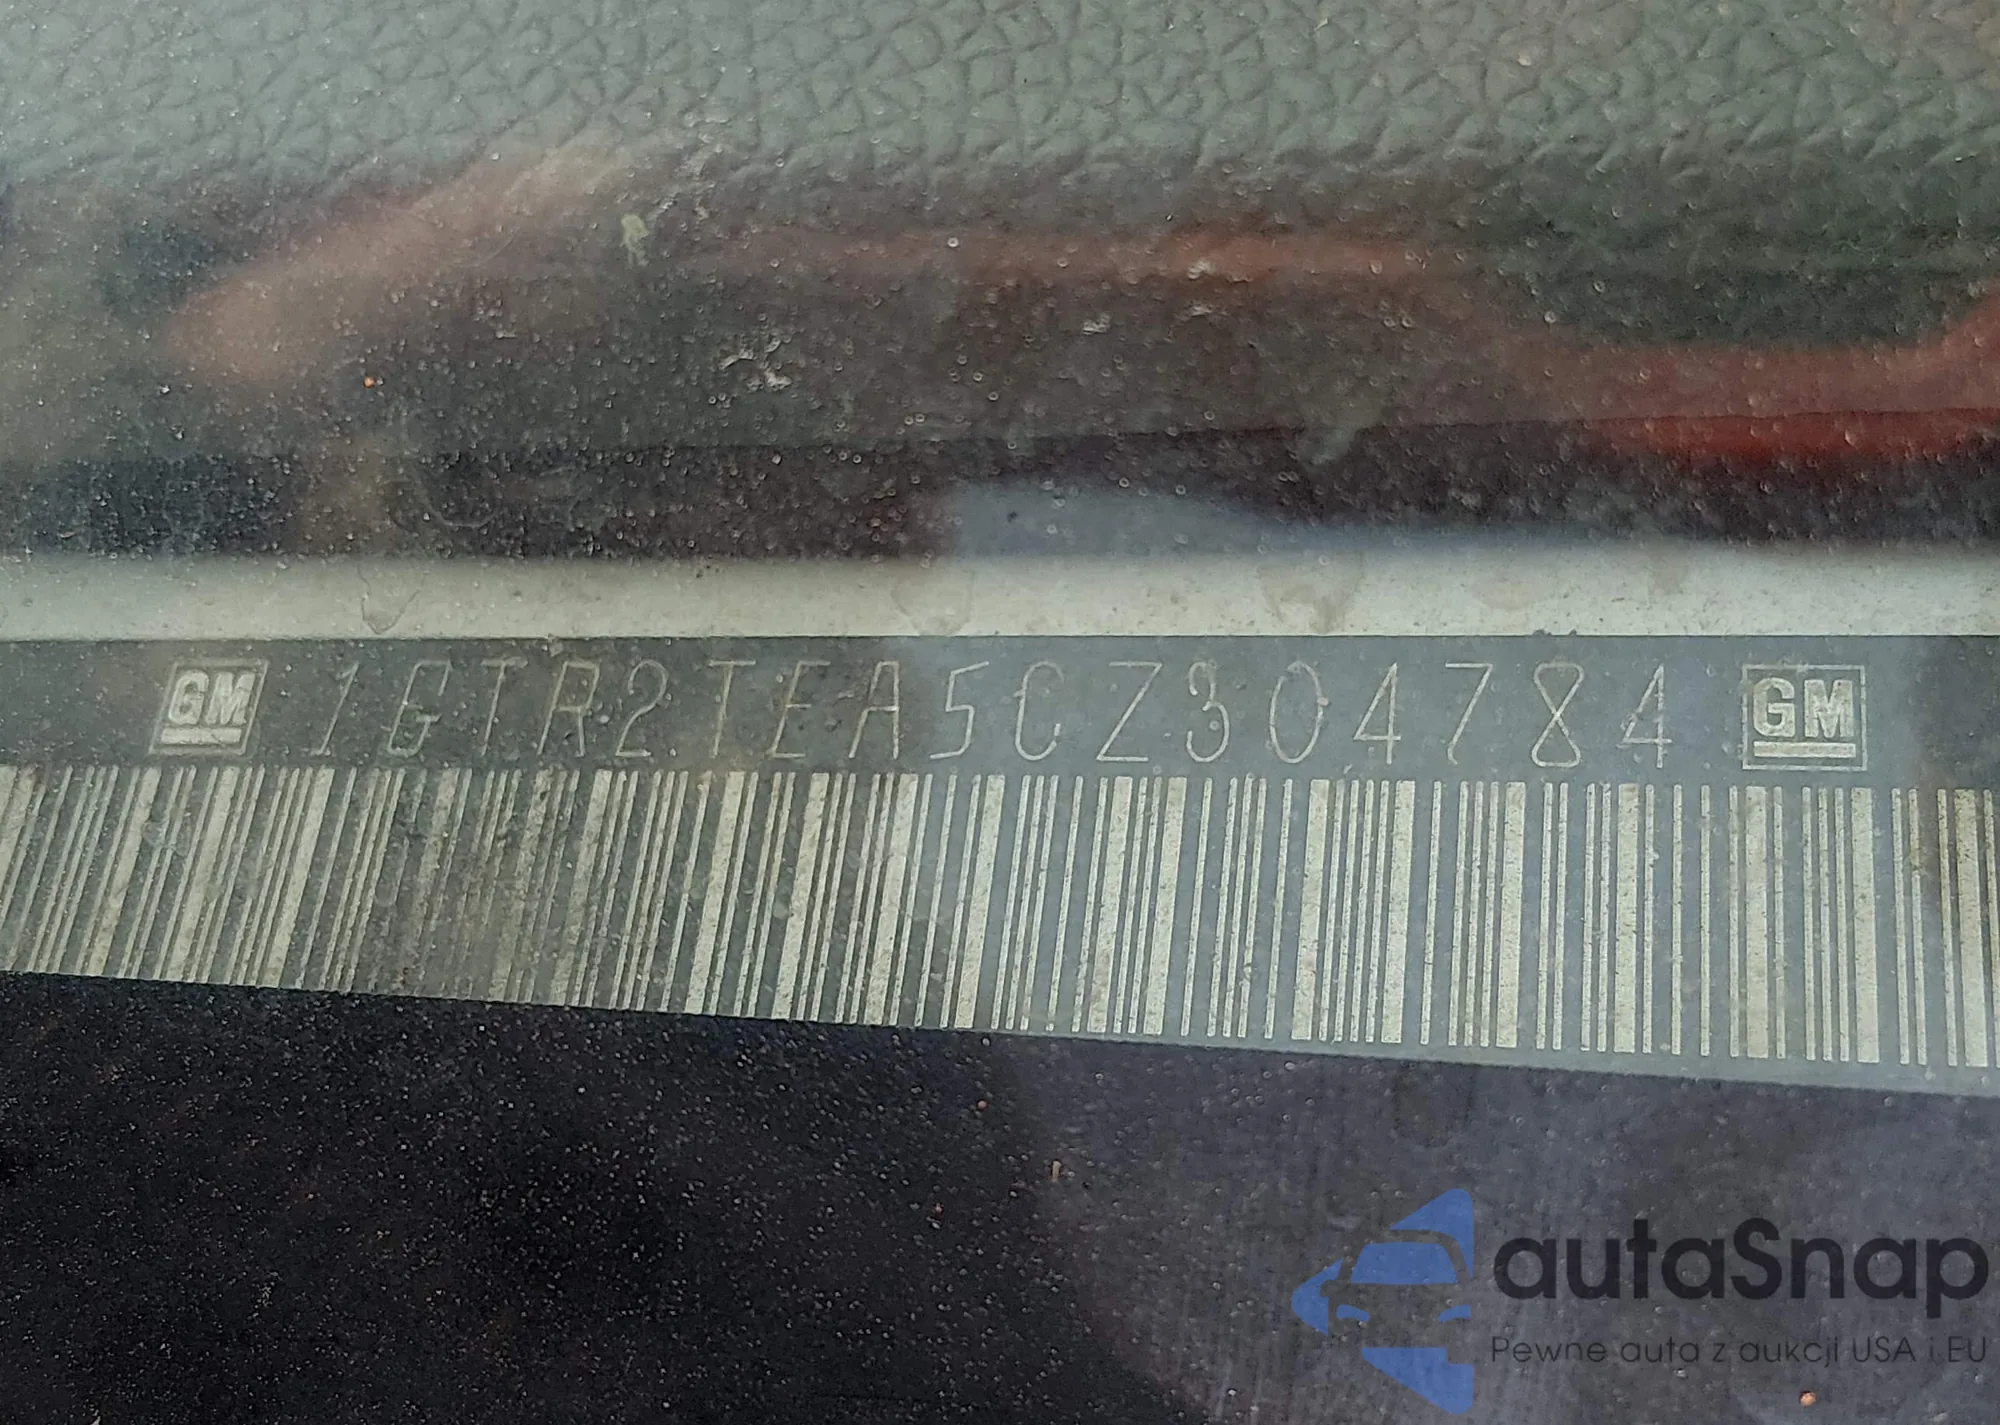 GM 1GTR2TEA5CZ304784 GM
autaSnap
Pewne auta z aukcji USA i EU